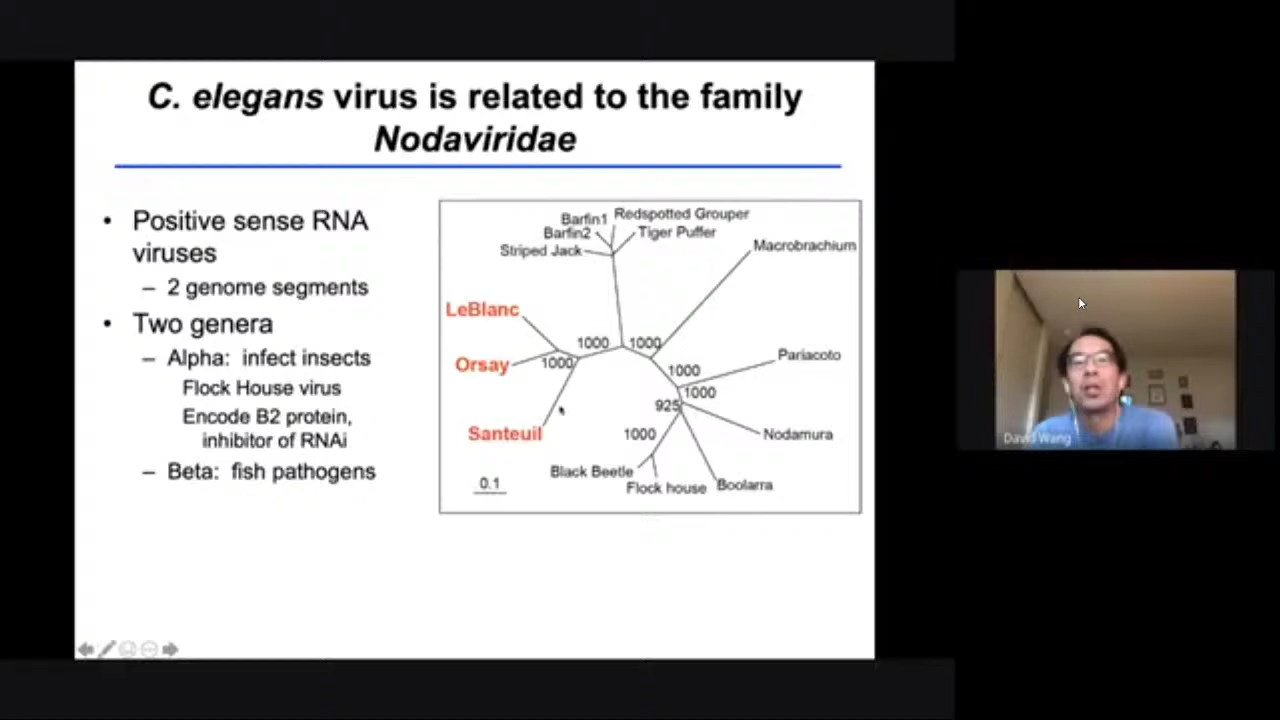 C. elegans virus is related to the family
Nodaviridae
• Positive sense RNA
viruses
– 2 genome segments
• Two genera
– Alpha: infect insects
Flock House virus
Encode B2 protein,
inhibitor of RNAi
– Beta: fish pathogens
Barfin1 Redspotted Grouper
Barfin2 Tiger Puffer
Striped Jack Macrobrachium
LeBlanc
1000 1000
Orsay 1000 Pariacoto
1000
1000
925
Santeuil 1000 Nodamura
Black Beetle
0.1 Flock house Boolarra
David Wang